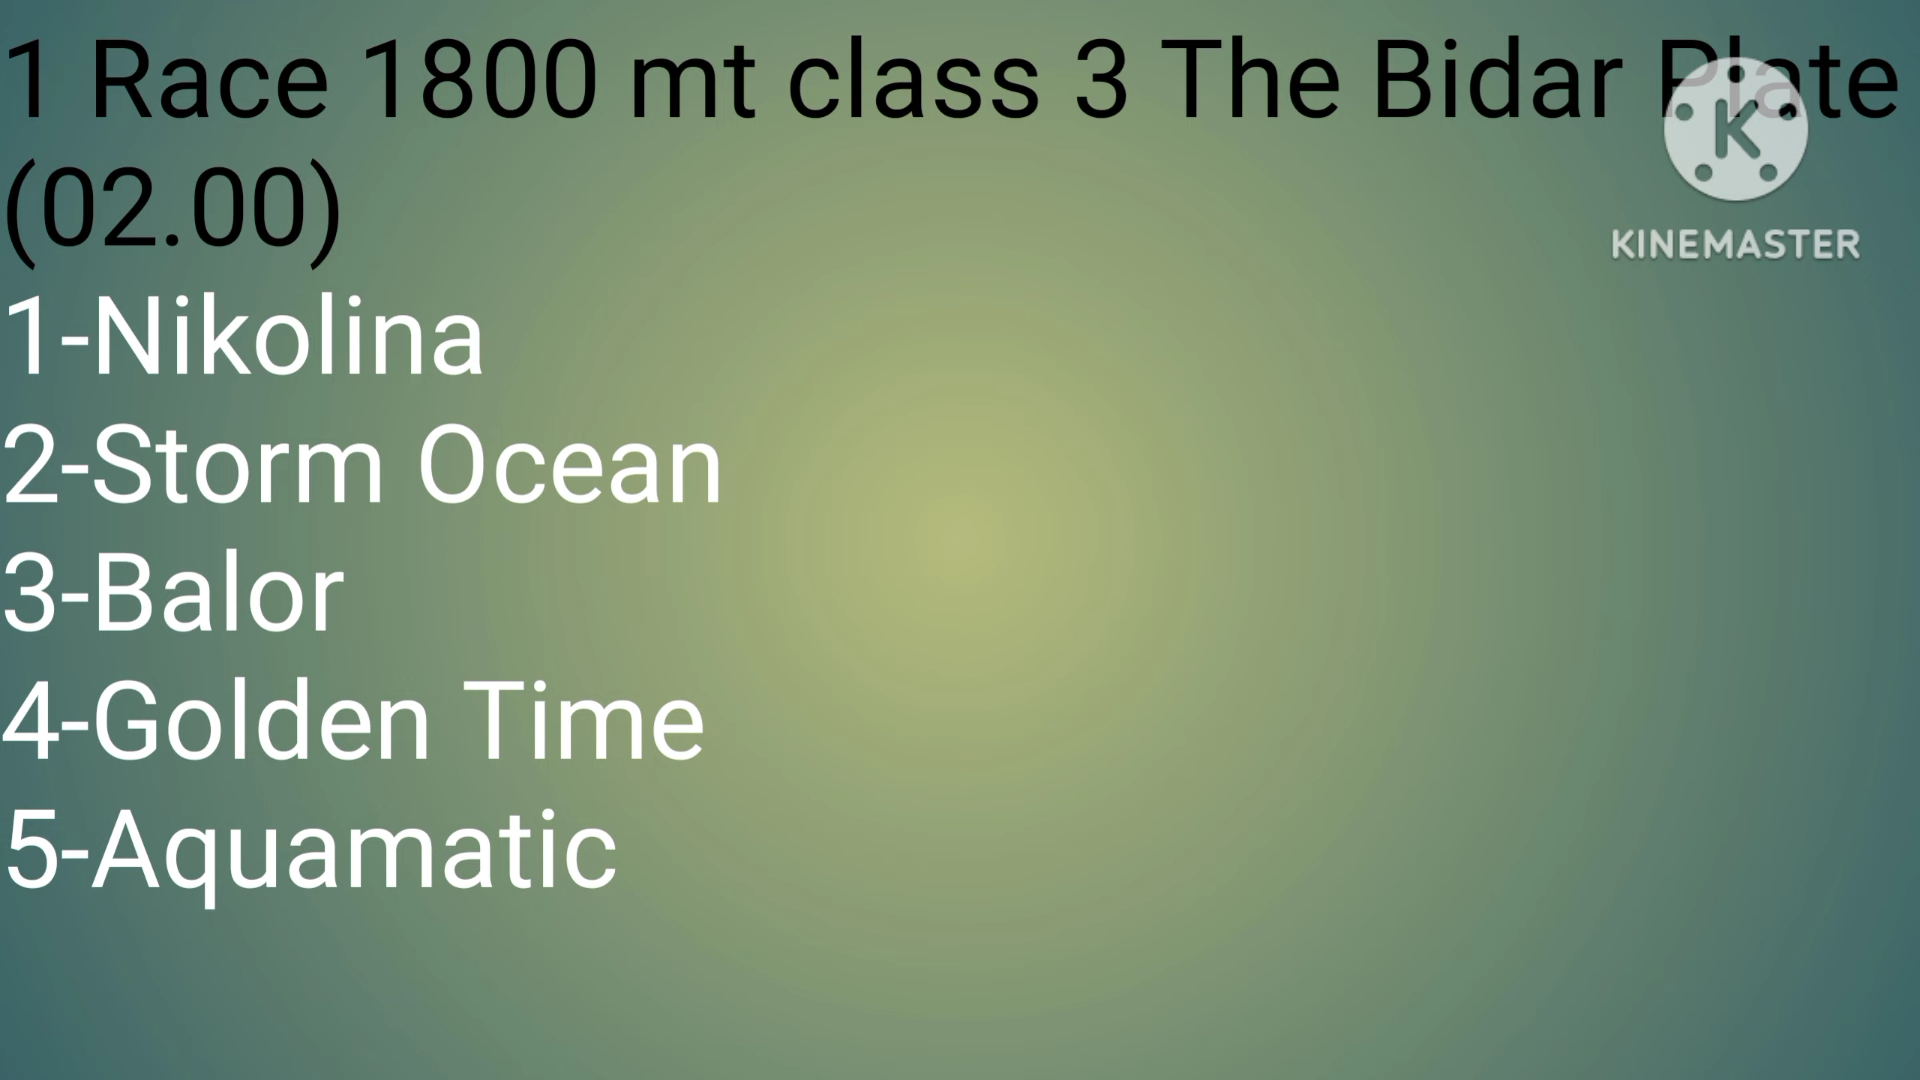 1 Race 1800 mt class 3 The Bidar Plate
(02.00)
KINEMASTER
1-Nikolina
2-Storm Ocean
3-Balor
4-Golden Time
5-Aquamatic